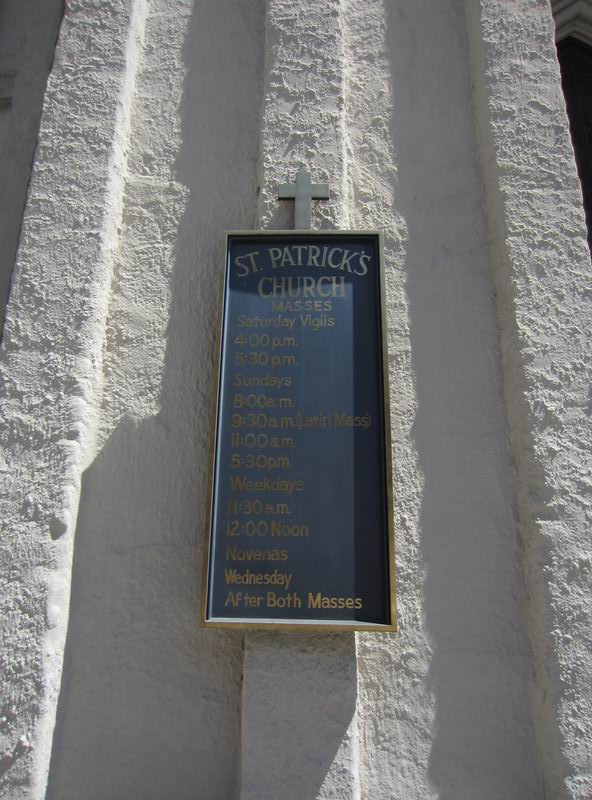 ST. PATRICK'S
CHURCH
MASSES
Saturday Vigils
4:00 p.m.
5:30 p.m.
Sundays
8:00 a.m.
9:30 a.m. (Latin Mass)
11:00 a.m.
5:30 p.m.
Weekdays
11:30 a.m.
12:00 Noon
Novenas
Wednesday
After Both Masses